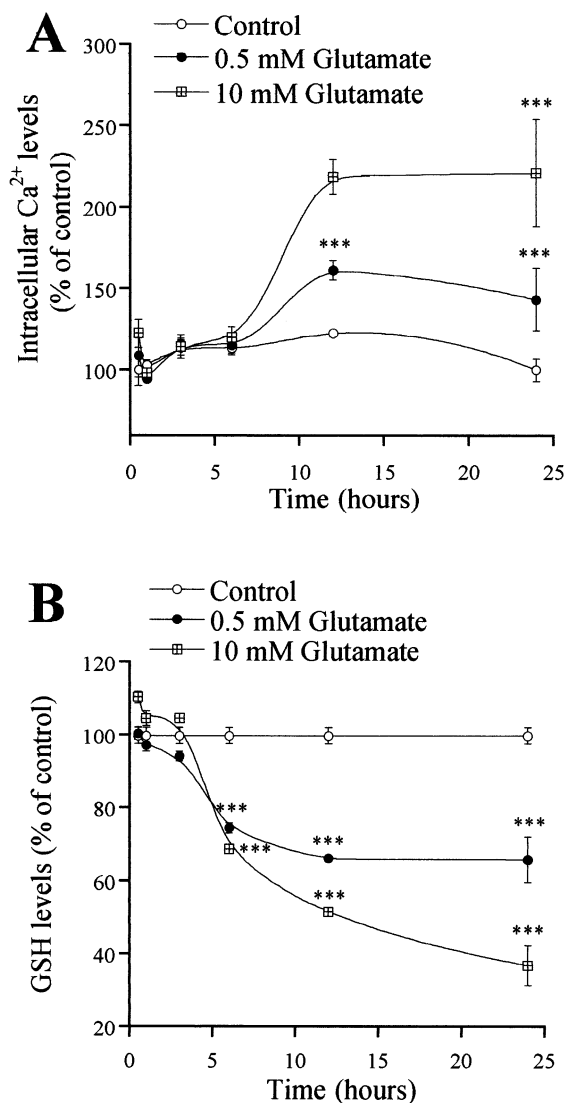 A
Control
0.5 mM Glutamate
10 mM Glutamate
300
250
200
150
100
Intracellular Ca2+ levels
(% of control)
***
***
***
0
5
10
15
20
25
Time (hours)
B
Control
0.5 mM Glutamate
10 mM Glutamate
120
100
80
60
40
20
GSH levels (% of control)
***
***
***
***
***
***
0
5
10
15
20
25
Time (hours)